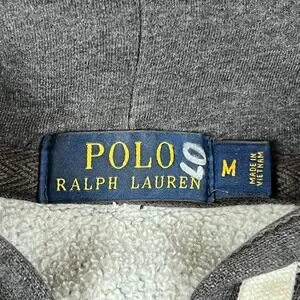 POLO
RALPH LAUREN
M
MADE IN
VIETNAM